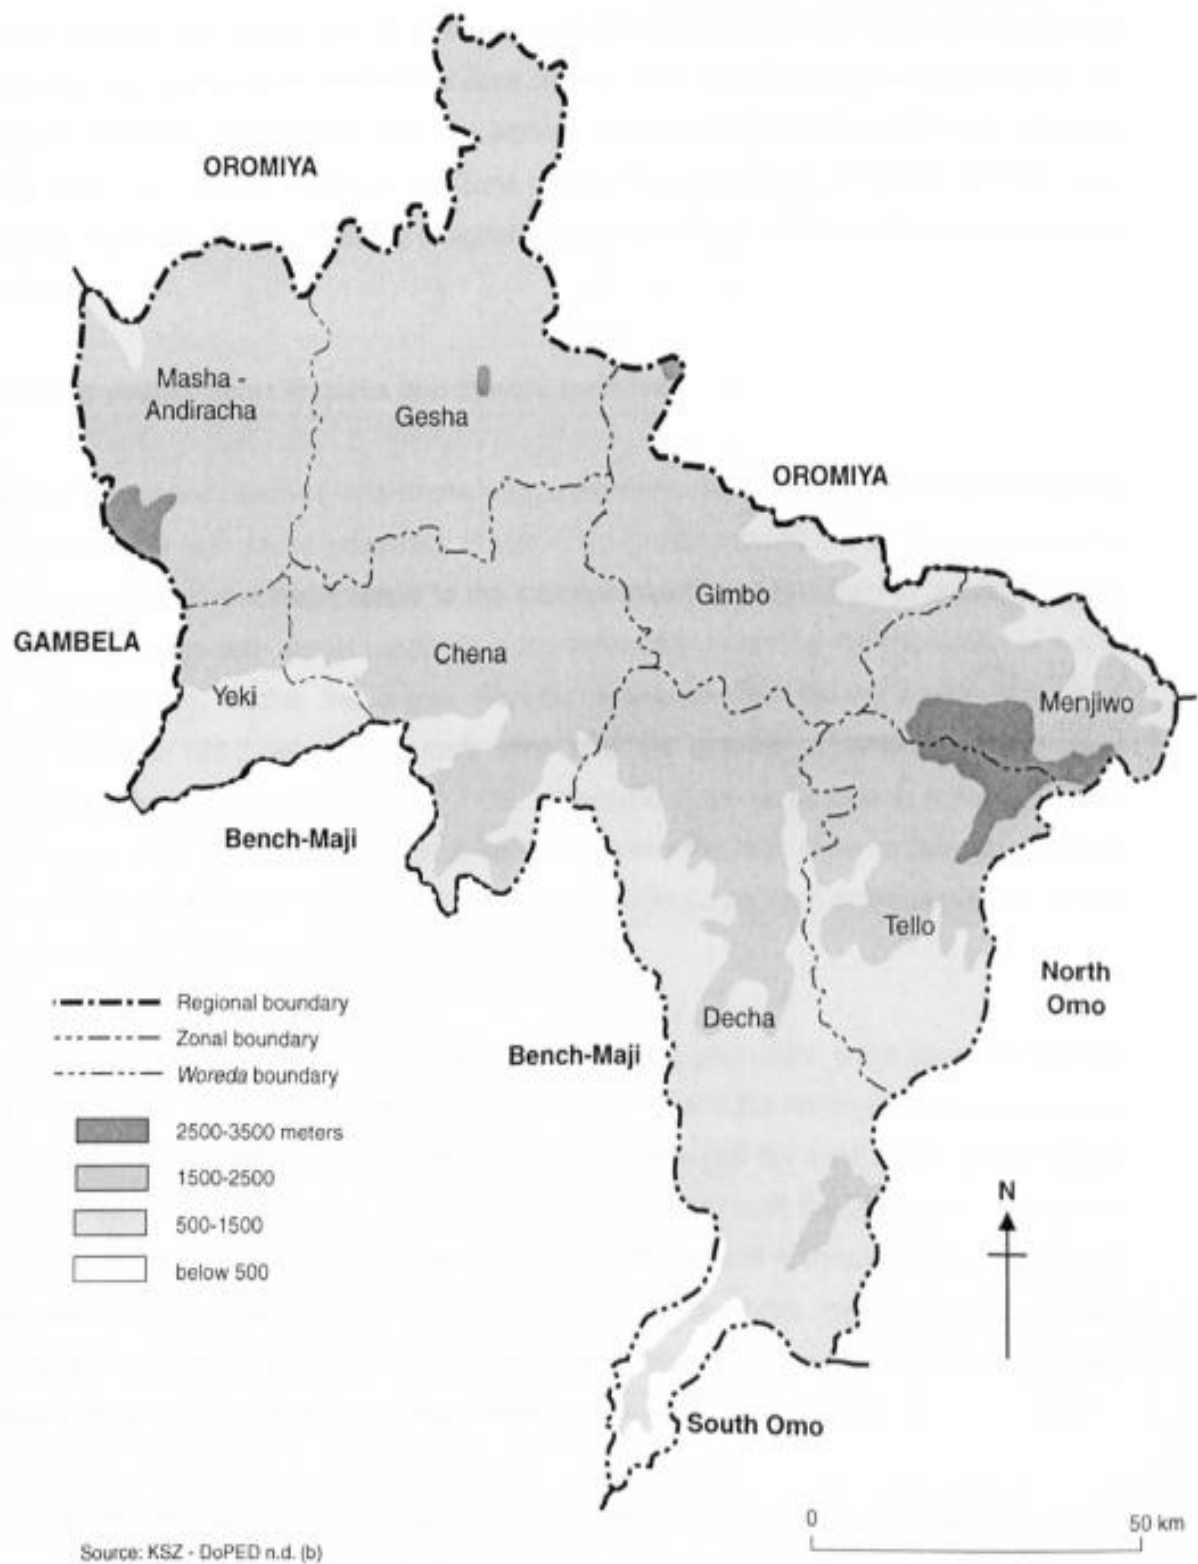 OROMIYA
Masha -
Andiracha
Gesha
OROMIYA
Gimbo
GAMBELA
Chena
Yeki
Menjiwo
Bench-Maji
Tello
North
Omo
Decha
Bench-Maji
Regional boundary
Zonal boundary
Woreda boundary
2500-3500 meters
1500-2500
500-1500
below 500
N
South Omo
0 50 km
Source: KSZ - DoPED n.d. (b)